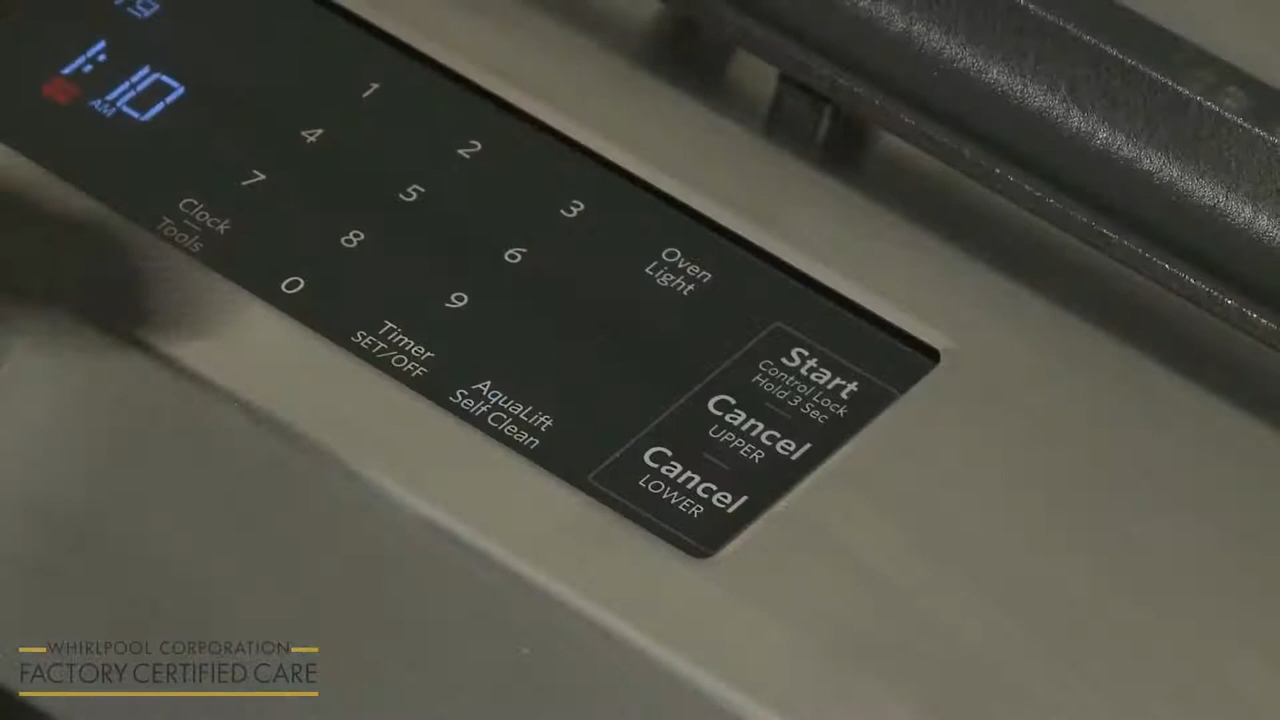 1:10
AM
1
2
3
4
5
6
7
8
9
0
Clock
Tools
Timer
SET/OFF
AquaLift
Self Clean
Oven
Light
Start
Control Lock
Hold 3 Sec
Cancel
UPPER
Cancel
LOWER
WHIRLPOOL CORPORATION
FACTORY CERTIFIED CARE